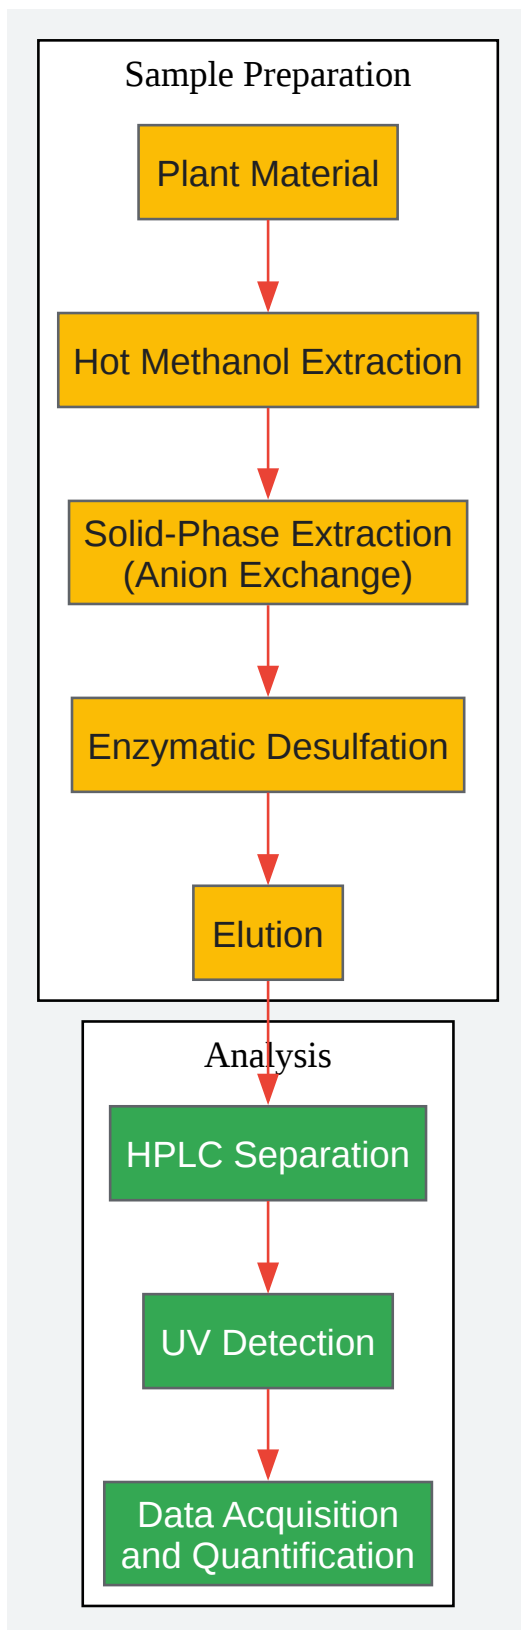 Sample Preparation
Plant Material
Hot Methanol Extraction
Solid-Phase Extraction
(Anion Exchange)
Enzymatic Desulfation
Elution
Analysis
HPLC Separation
UV Detection
Data Acquisition
and Quantification